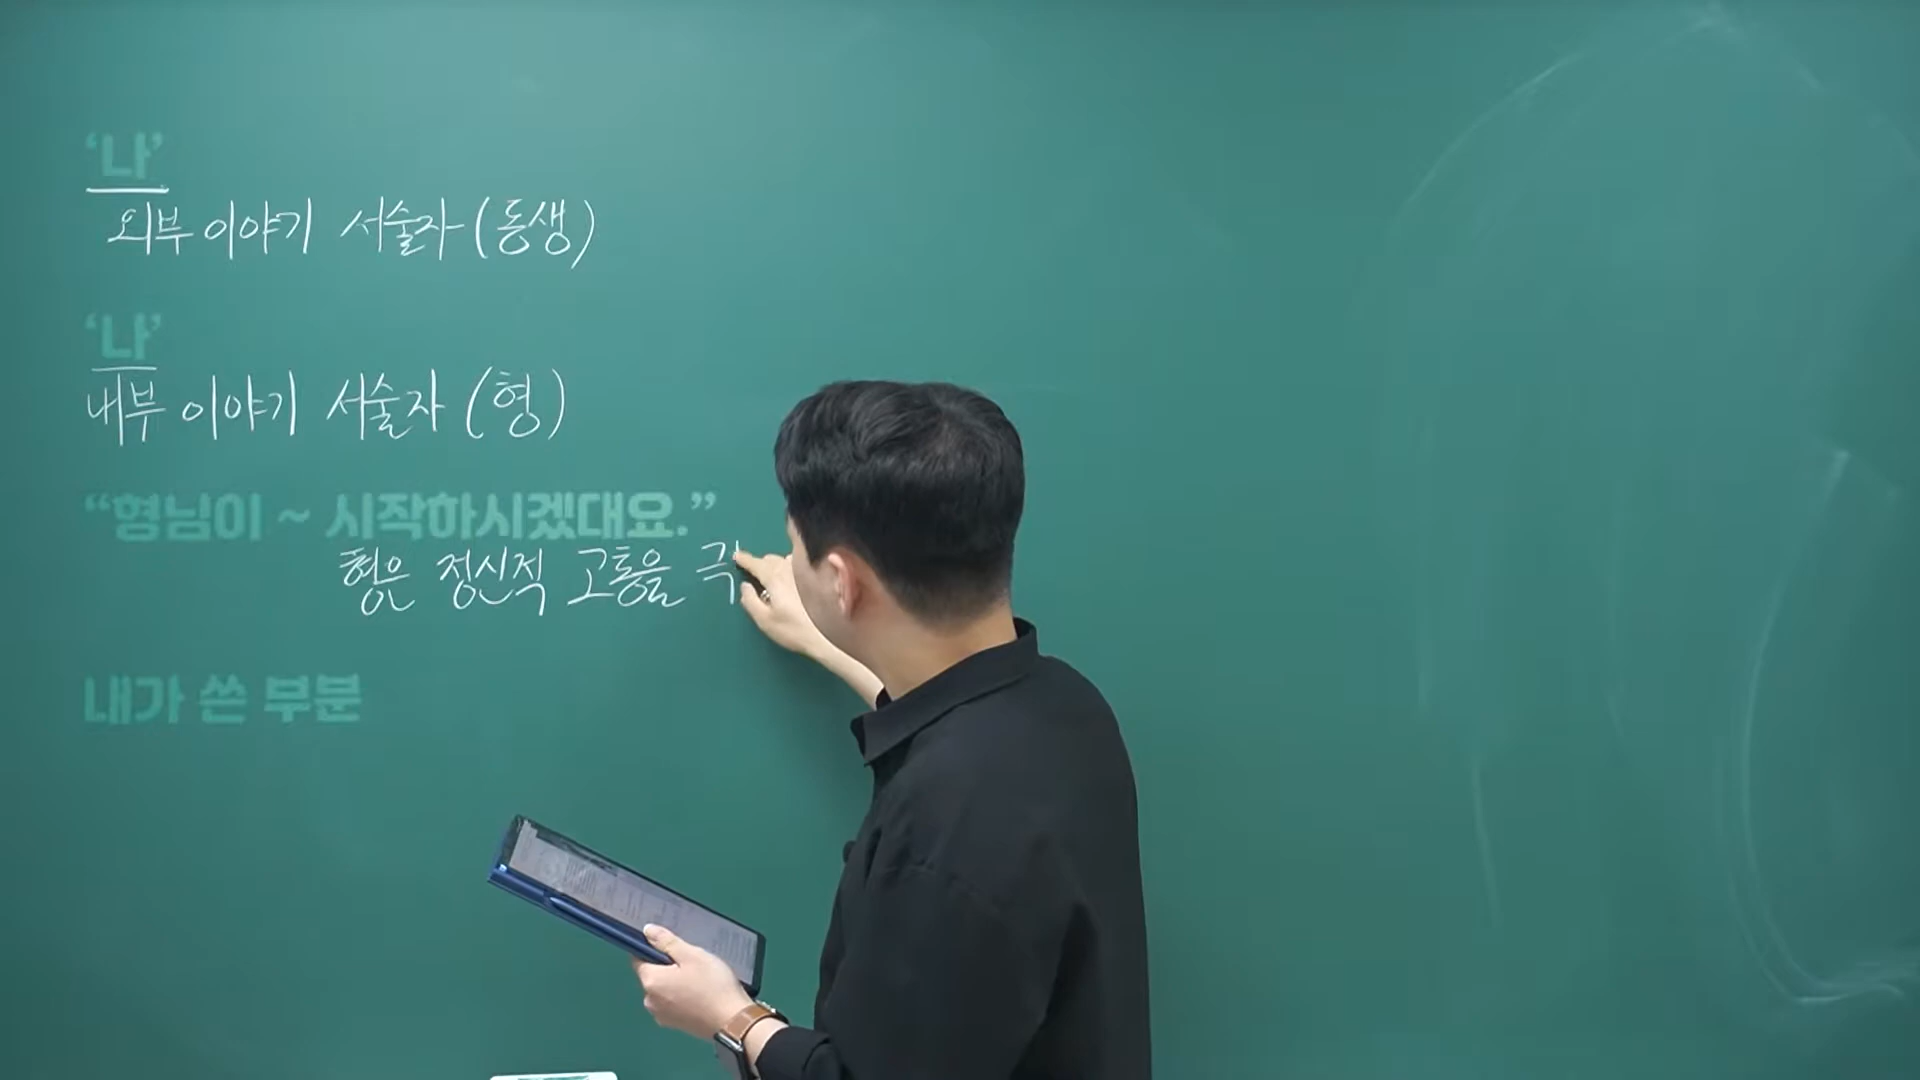 ‘나’
외부 이야기 서술자 (동생)
‘나’
내부 이야기 서술자 (형)
“형님이 ~ 시작하시겠대요.”
형은 정신적 고통을 극
내가 쓴 부분